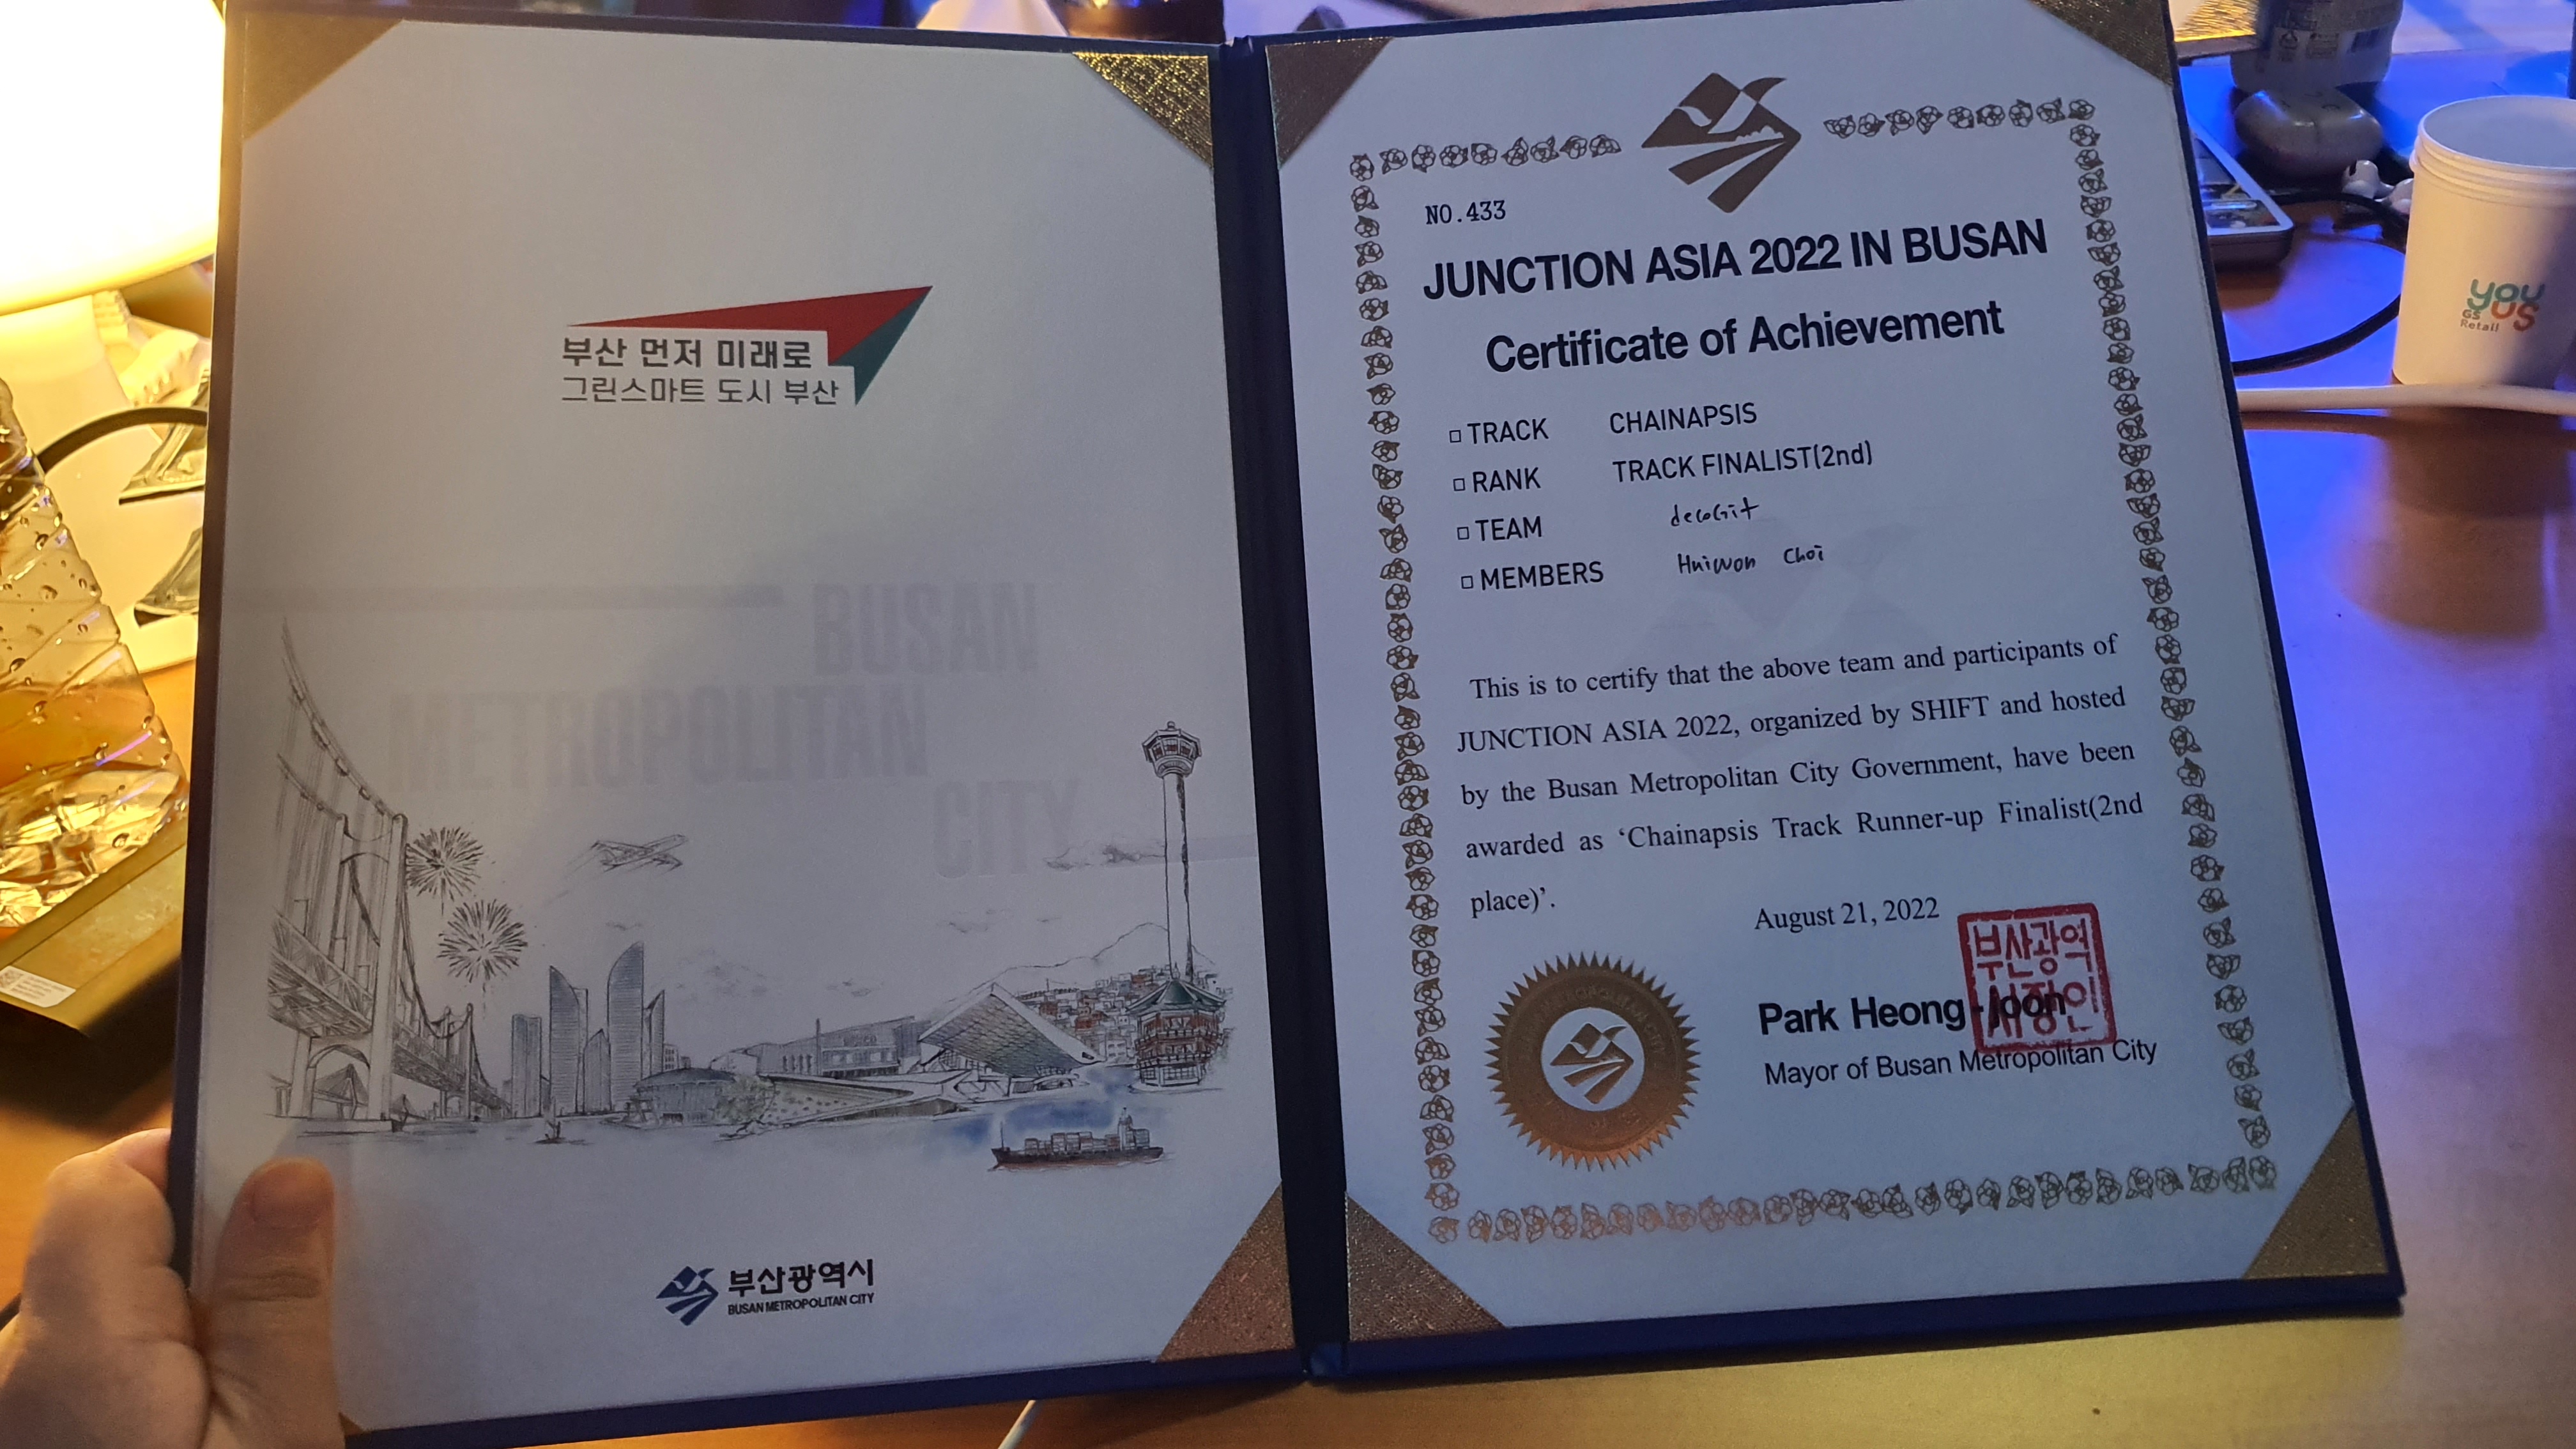 부산 먼저 미래로
그린스마트 도시 부산
BUSAN
METROPOLITAN
CITY
부산광역시
BUSAN METROPOLITAN CITY
NO.433
JUNCTION ASIA 2022 IN BUSAN
Certificate of Achievement
□ TRACK CHAINAPSIS
□ RANK TRACK FINALIST(2nd)
□ TEAM decoGit
□ MEMBERS Huiwon Choi
This is to certify that the above team and participants of
JUNCTION ASIA 2022, organized by SHIFT and hosted
by the Busan Metropolitan City Government, have been
awarded as ‘Chainapsis Track Runner-up Finalist(2nd
place)’.
August 21, 2022
부산광역
시장인
Park Heong-Joon
Mayor of Busan Metropolitan City
you
us
GS
Retail